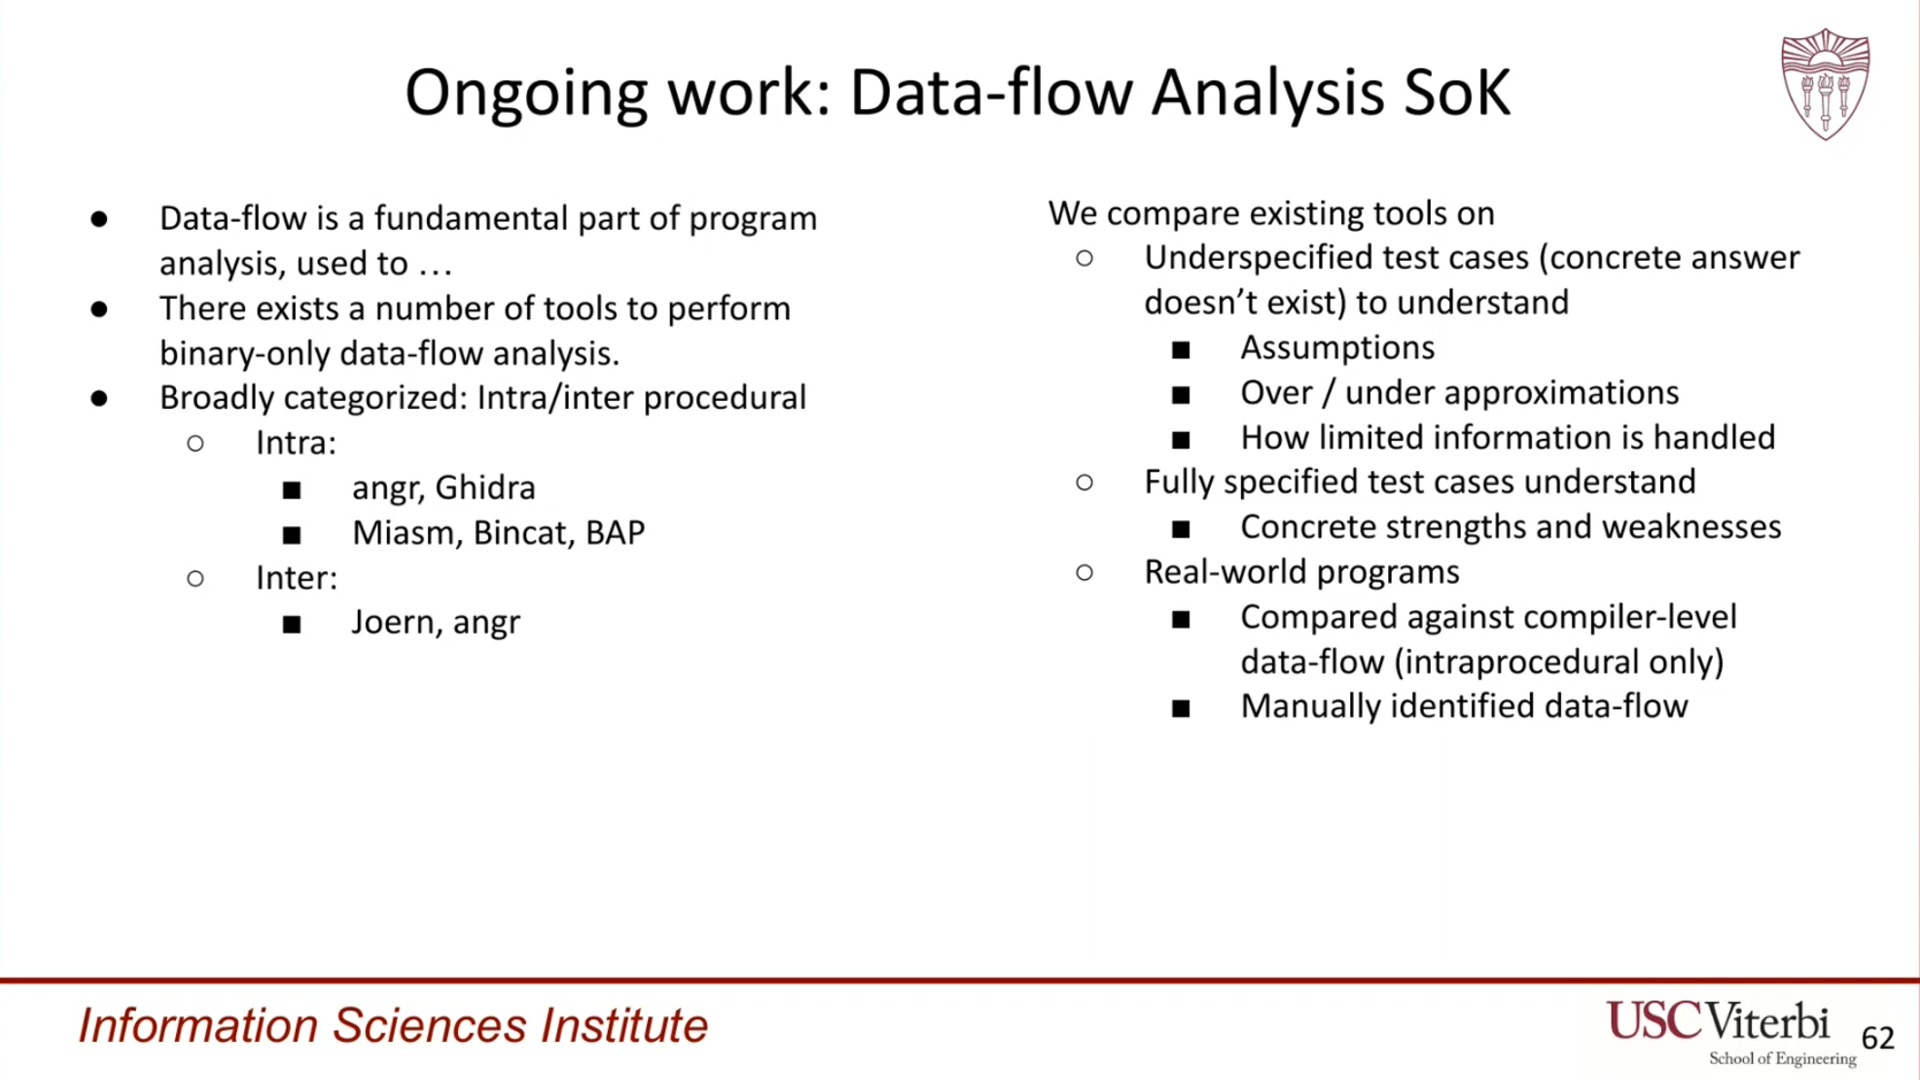 Ongoing work: Data-flow Analysis SoK
● Data-flow is a fundamental part of program
analysis, used to …
● There exists a number of tools to perform
binary-only data-flow analysis.
● Broadly categorized: Intra/inter procedural
○ Intra:
■ angr, Ghidra
■ Miasm, Bincat, BAP
○ Inter:
■ Joern, angr
We compare existing tools on
○ Underspecified test cases (concrete answer
doesn’t exist) to understand
■ Assumptions
■ Over / under approximations
■ How limited information is handled
○ Fully specified test cases understand
■ Concrete strengths and weaknesses
○ Real-world programs
■ Compared against compiler-level
data-flow (intraprocedural only)
■ Manually identified data-flow
Information Sciences Institute
USC Viterbi
School of Engineering
62